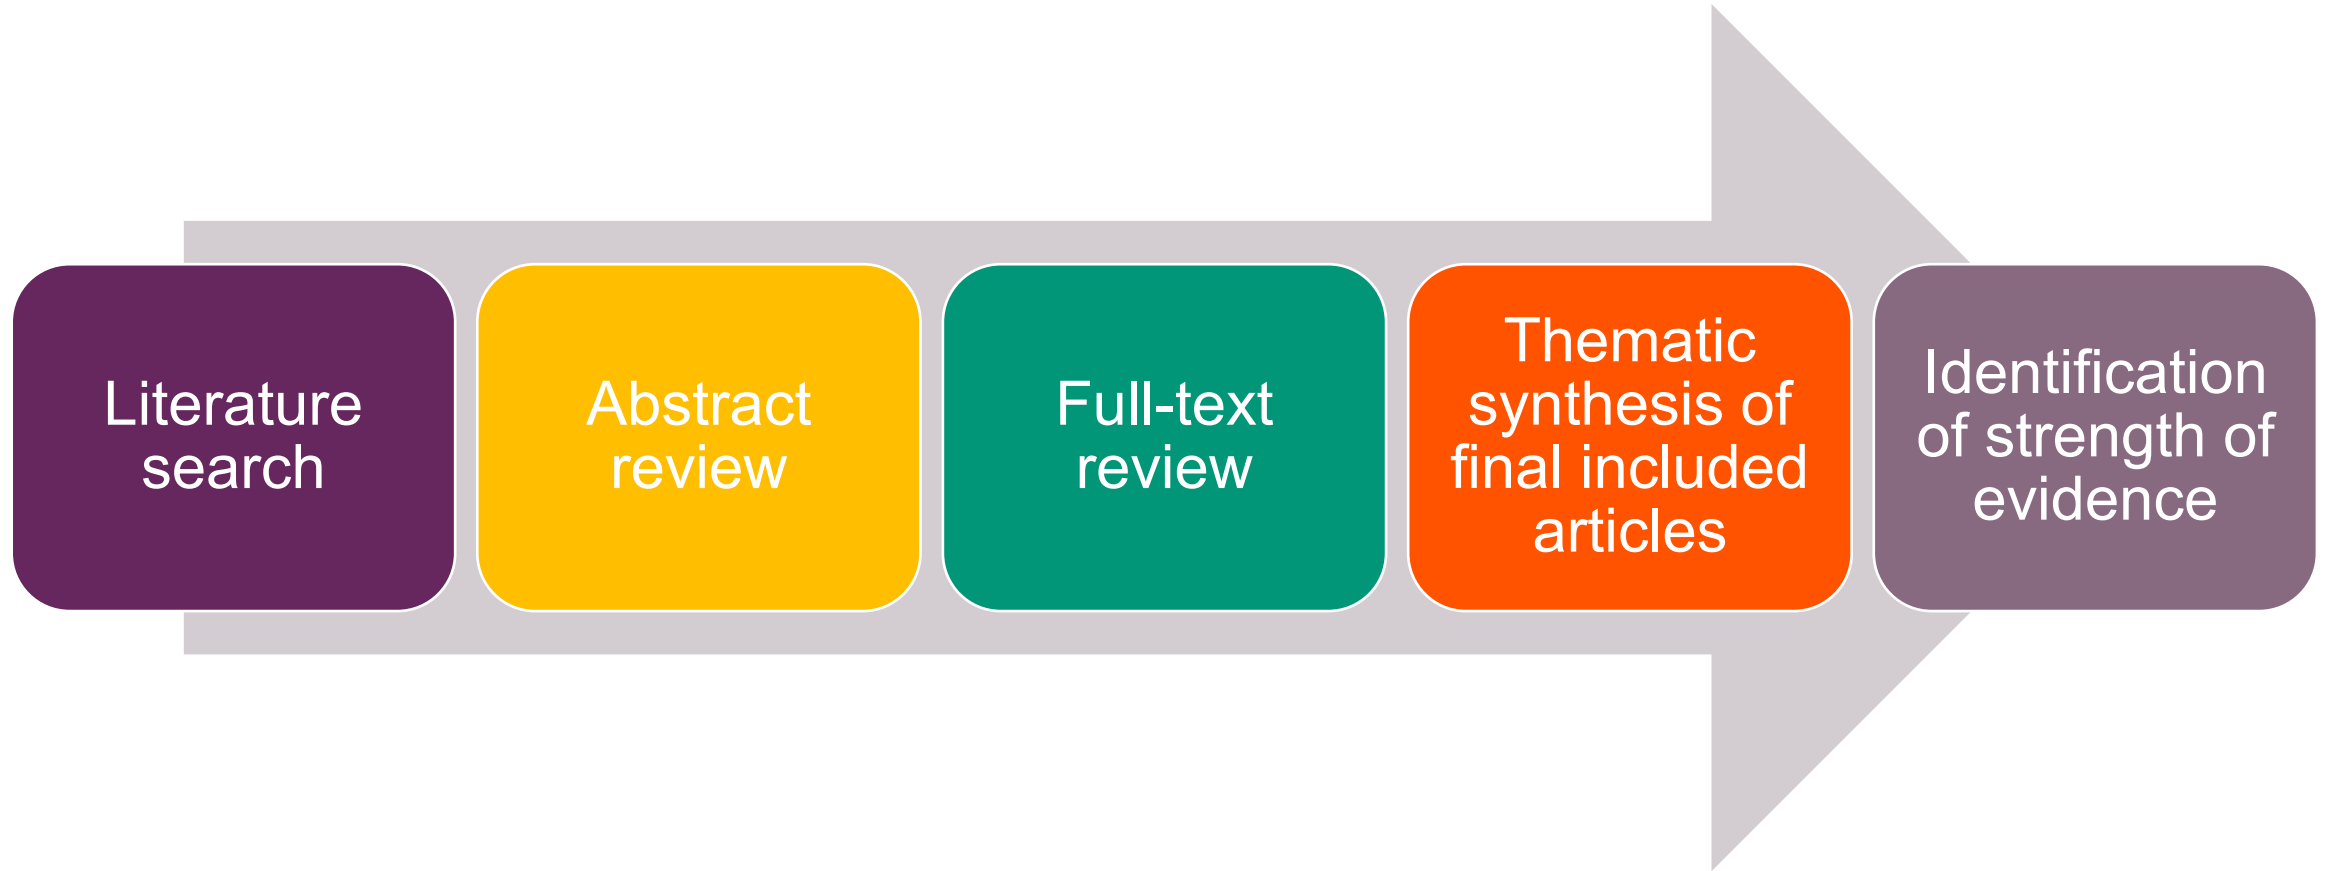 Literature
search
Abstract
review
Full-text
review
Thematic
synthesis of
final included
articles
Identification
of strength of
evidence